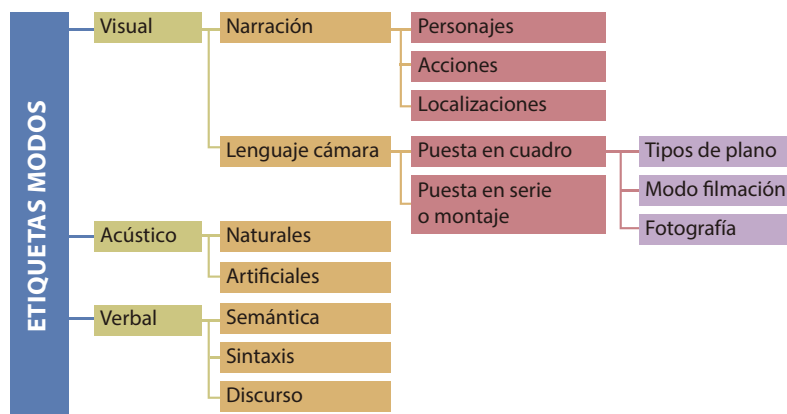 ETIQUETAS MODOS
Visual
Narración
Personajes
Acciones
Localizaciones
Lenguaje cámara
Puesta en cuadro
Tipos de plano
Modo filmación
Fotografía
Puesta en serie
o montaje
Acústico
Naturales
Artificiales
Verbal
Semántica
Sintaxis
Discurso